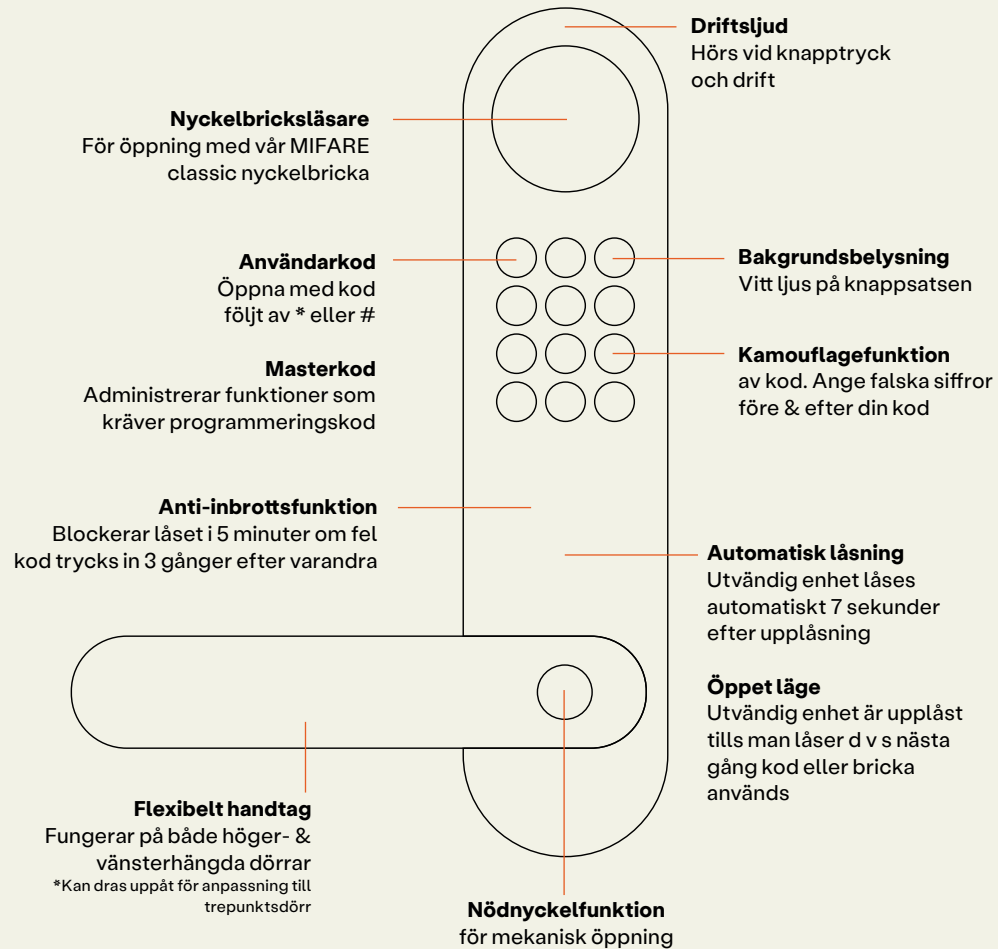 Driftsljud
Hörs vid knapptryck
och drift
Nyckelbricksläsare
För öppning med vår MIFARE
classic nyckelbricka
Användarkod
Öppna med kod
följt av * eller #
Bakgrundsbelysning
Vitt ljus på knappsatsen
Masterkod
Administrerar funktioner som
kräver programmeringskod
Kamouflagefunktion
av kod. Ange falska siffror
före & efter din kod
Anti-inbrottsfunktion
Blockerar låset i 5 minuter om fel
kod trycks in 3 gånger efter varandra
Automatisk låsning
Utvändig enhet låses
automatiskt 7 sekunder
efter upplåsning
Öppet läge
Utvändig enhet är upplåst
tills man låser d v s nästa
gång kod eller bricka
används
Flexibelt handtag
Fungerar på både höger- &
vänsterhängda dörrar
*Kan dras uppåt för anpassning till
trepunktsdörr
Nödnyckelfunktion
för mekanisk öppning